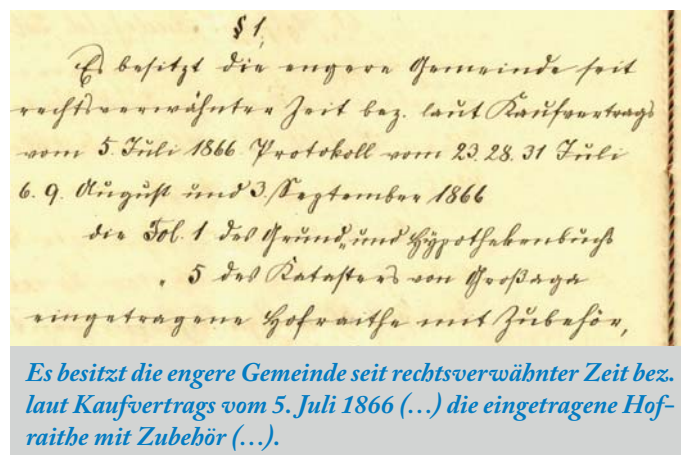 § 1,
Es besitzt die engere Gemeinde seit
rechtsverwähnter Zeit bez. laut Kaufvertrags
vom 5. Juli 1866 Protokoll vom 23. 28. 31 Juli
6. 9. August und 3. September 1866
die Fol. 1 des Grund- und Hypothekenbuchs
" 5 des Katasters von Großaga
eingetragene Hofraithe mit Zubehör,
Es besitzt die engere Gemeinde seit rechtsverwähnter Zeit bez.
laut Kaufvertrags vom 5. Juli 1866 (…) die eingetragene Hof-
raithe mit Zubehör (…).